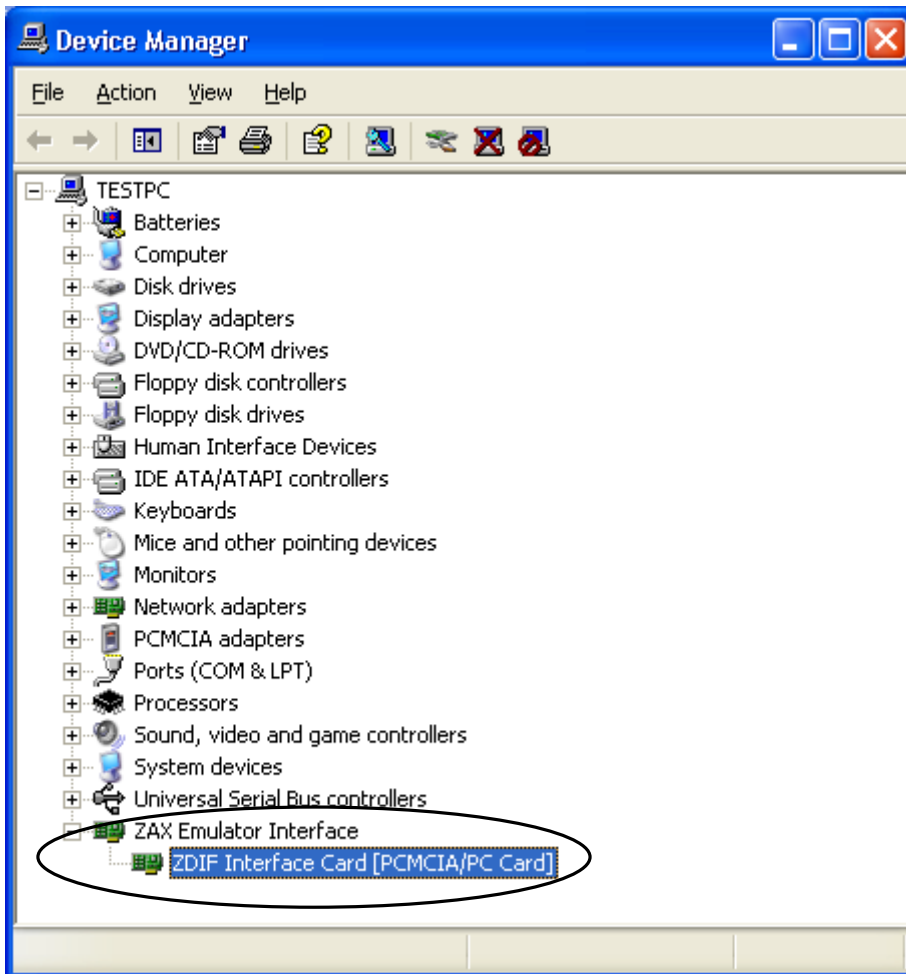 Device Manager
File Action View Help
TESTPC
Batteries
Computer
Disk drives
Display adapters
DVD/CD-ROM drives
Floppy disk controllers
Floppy disk drives
Human Interface Devices
IDE ATA/ATAPI controllers
Keyboards
Mice and other pointing devices
Monitors
Network adapters
PCMCIA adapters
Ports (COM & LPT)
Processors
Sound, video and game controllers
System devices
Universal Serial Bus controllers
ZAX Emulator Interface
ZDIF Interface Card [PCMCIA/PC Card]